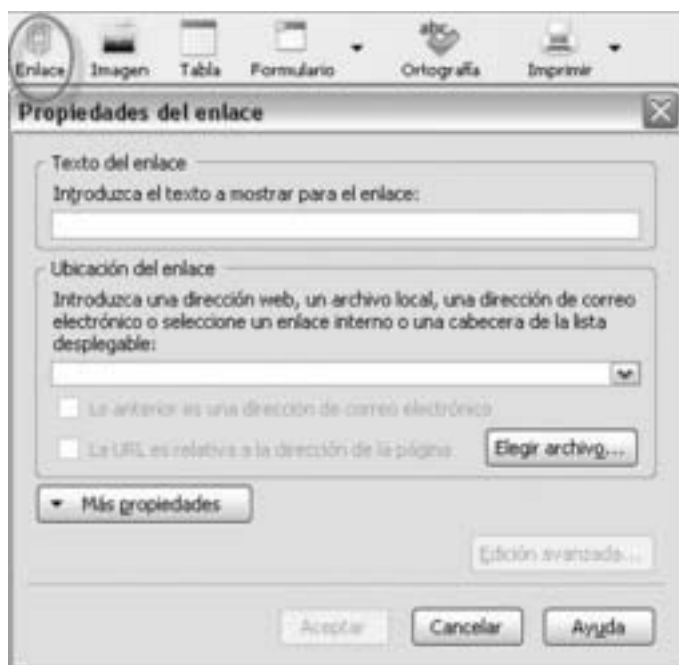 Enlace Imagen Tabla Formulario Ortografía Imprimir
Propiedades del enlace
Texto del enlace
Introduzca el texto a mostrar para el enlace:
Ubicación del enlace
Introduzca una dirección web, un archivo local, una dirección de correo
electrónico o seleccione un enlace interno o una cabecera de la lista
desplegable:
Lo anterior es una dirección de correo electrónico
La URL es relativa a la dirección de la página
Elegir archivo...
Más propiedades
Edición avanzada...
Aceptar Cancelar Ayuda